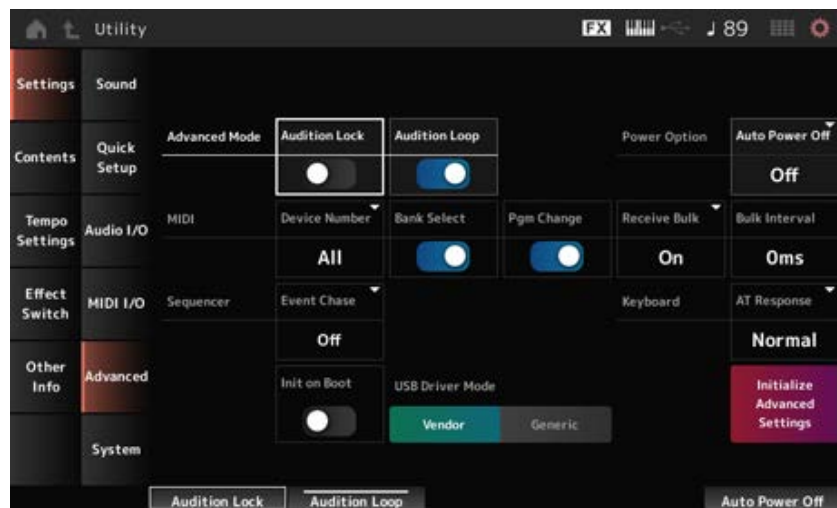 Utility
FX
89
Settings
Sound
Contents
Quick
Setup
Advanced Mode
Audition Lock
Audition Loop
Power Option
Auto Power Off
Off
Tempo
Settings
Audio I/O
MIDI
Device Number
All
Bank Select
Pgm Change
Receive Bulk
On
Bulk Interval
0ms
Effect
Switch
MIDI I/O
Sequencer
Event Chase
Off
Keyboard
AT Response
Normal
Other
Info
Advanced
Init on Boot
USB Driver Mode
Vendor
Generic
Initialize
Advanced
Settings
System
Audition Lock
Audition Loop
Auto Power Off